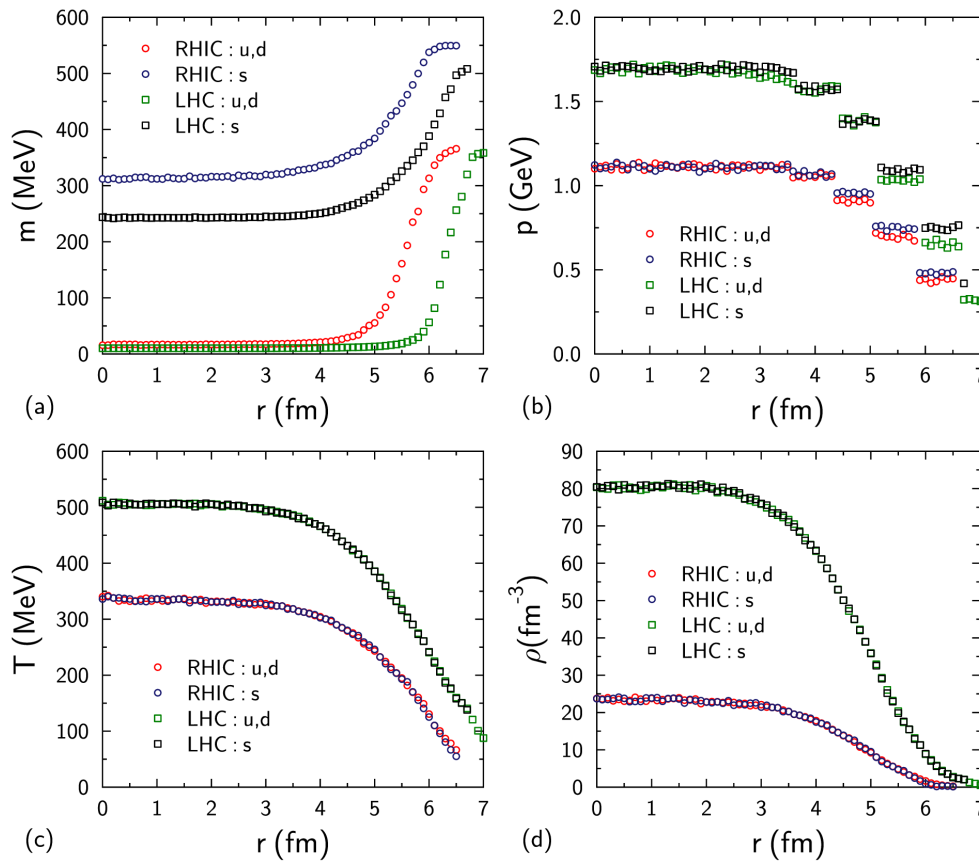 600
500
400
300
200
100
0
m (MeV)
RHIC : u,d
RHIC : s
LHC : u,d
LHC : s
0 1 2 3 4 5 6 7
r (fm)
(a)
2.0
1.5
1.0
0.5
0.0
p (GeV)
RHIC : u,d
RHIC : s
LHC : u,d
LHC : s
0 1 2 3 4 5 6 7
r (fm)
(b)
600
500
400
300
200
100
0
T (MeV)
RHIC : u,d
RHIC : s
LHC : u,d
LHC : s
0 1 2 3 4 5 6 7
r (fm)
(c)
90
80
70
60
50
40
30
20
10
0
ρ(fm⁻³)
RHIC : u,d
RHIC : s
LHC : u,d
LHC : s
0 1 2 3 4 5 6 7
r (fm)
(d)